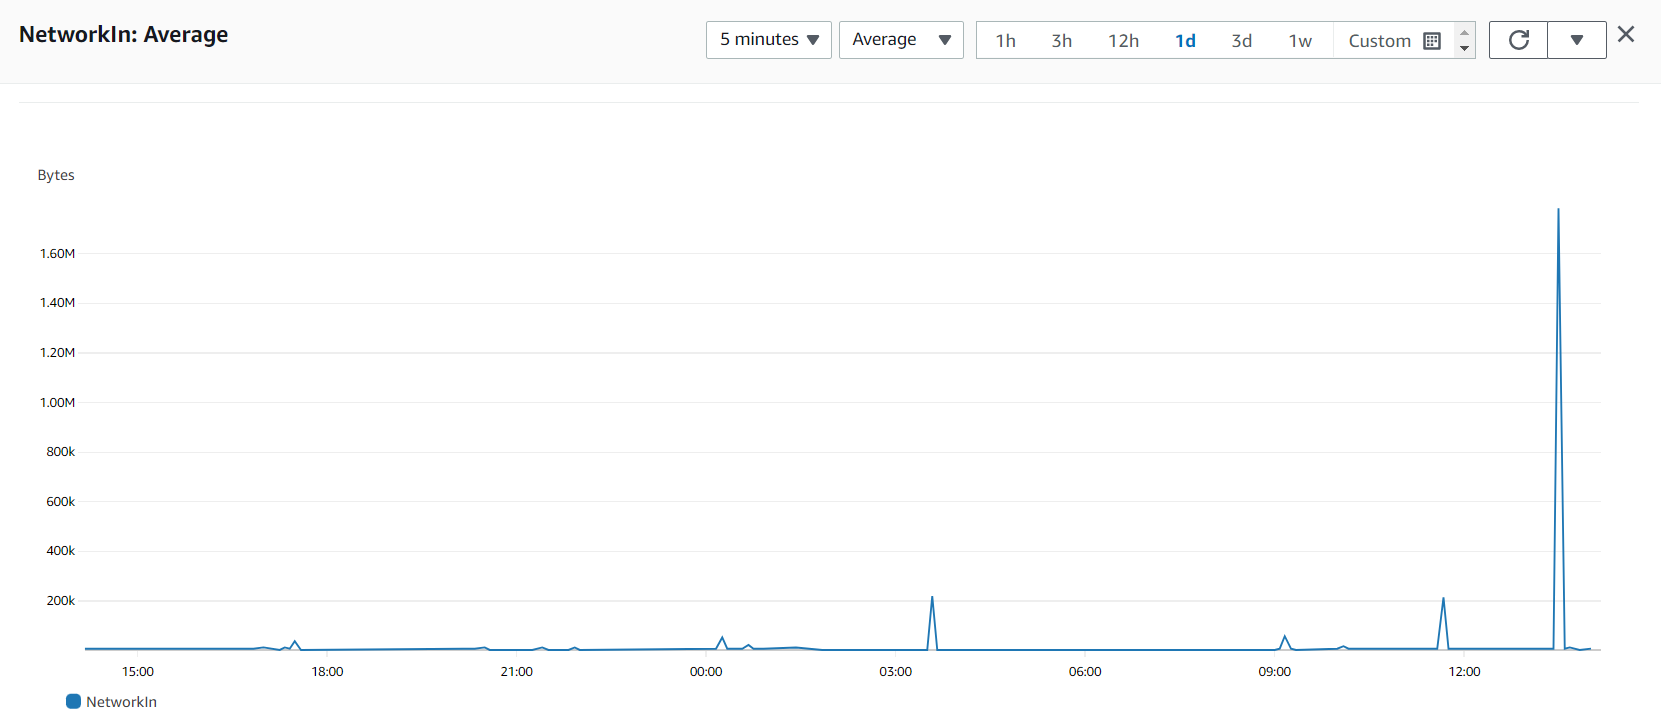 NetworkIn: Average
5 minutes Average 1h 3h 12h 1d 3d 1w Custom
Bytes
1.60M
1.40M
1.20M
1.00M
800k
600k
400k
200k
15:00 18:00 21:00 00:00 03:00 06:00 09:00 12:00
NetworkIn